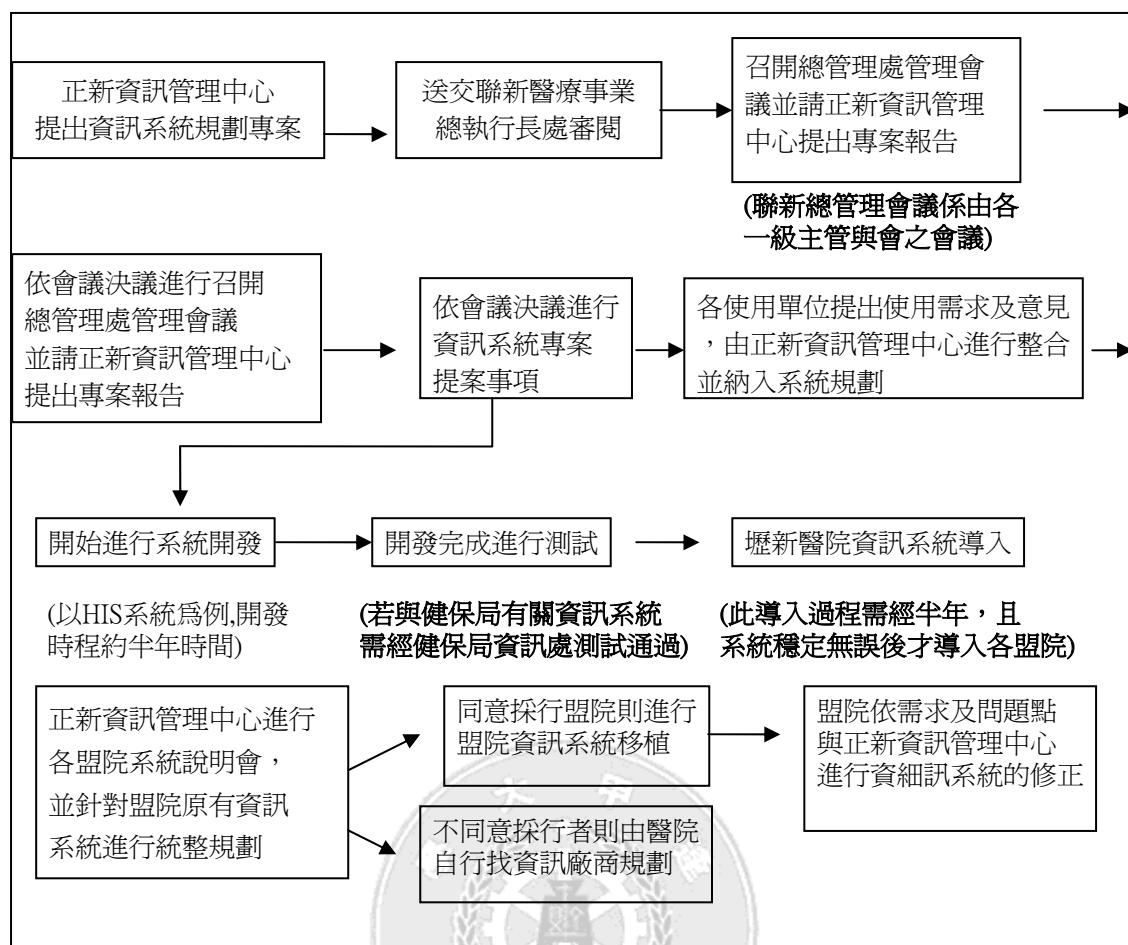 正新資訊管理中心
提出資訊系統規劃專案
送交聯新醫療事業
總執行長處審閱
召開總管理處管理會
議並請正新資訊管理
中心提出專案報告
(聯新總管理會議係由各
一級主管與會之會議)
依會議決議進行召開
總管理處管理會議
並請正新資訊管理中心
提出專案報告
依會議決議進行
資訊系統專案
提案事項
各使用單位提出使用需求及意見
，由正新資訊管理中心進行整合
並納入系統規劃
開始進行系統開發
開發完成進行測試
壢新醫院資訊系統導入
(以HIS系統為例,開發
時程約半年時間)
(若與健保局有關資訊系統
需經健保局資訊處測試通過)
(此導入過程需經半年，且
系統穩定無誤後才導入各盟院)
正新資訊管理中心進行
各盟院系統說明會，
並針對盟院原有資訊
系統進行統整規劃
同意採行盟院則進行
盟院資訊系統移植
不同意採行者則由醫院
自行找資訊廠商規劃
盟院依需求及問題點
與正新資訊管理中心
進行資細訊系統的修正